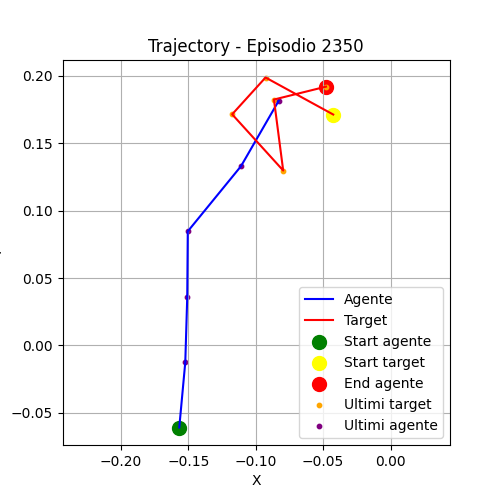 Trajectory - Episodio 2350
0.20
0.15
0.10
0.05
0.00
−0.05
Agente
Target
Start agente
Start target
End agente
Ultimi target
Ultimi agente
−0.20 −0.15 −0.10 −0.05 0.00
X